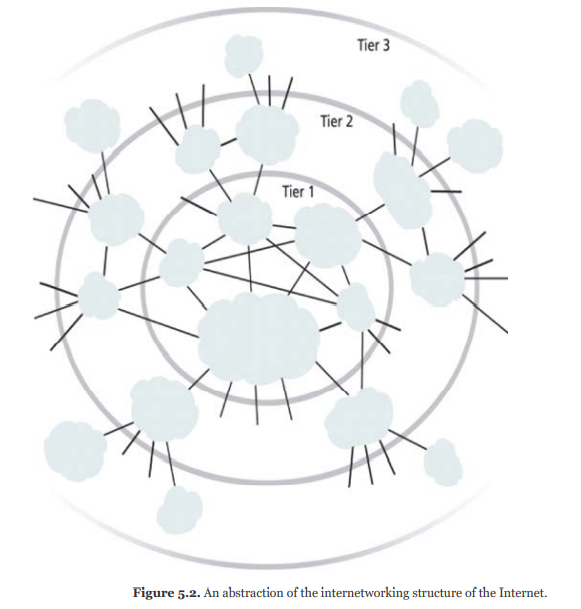 Tier 3
Tier 2
Tier 1
Figure 5.2. An abstraction of the internetworking structure of the Internet.